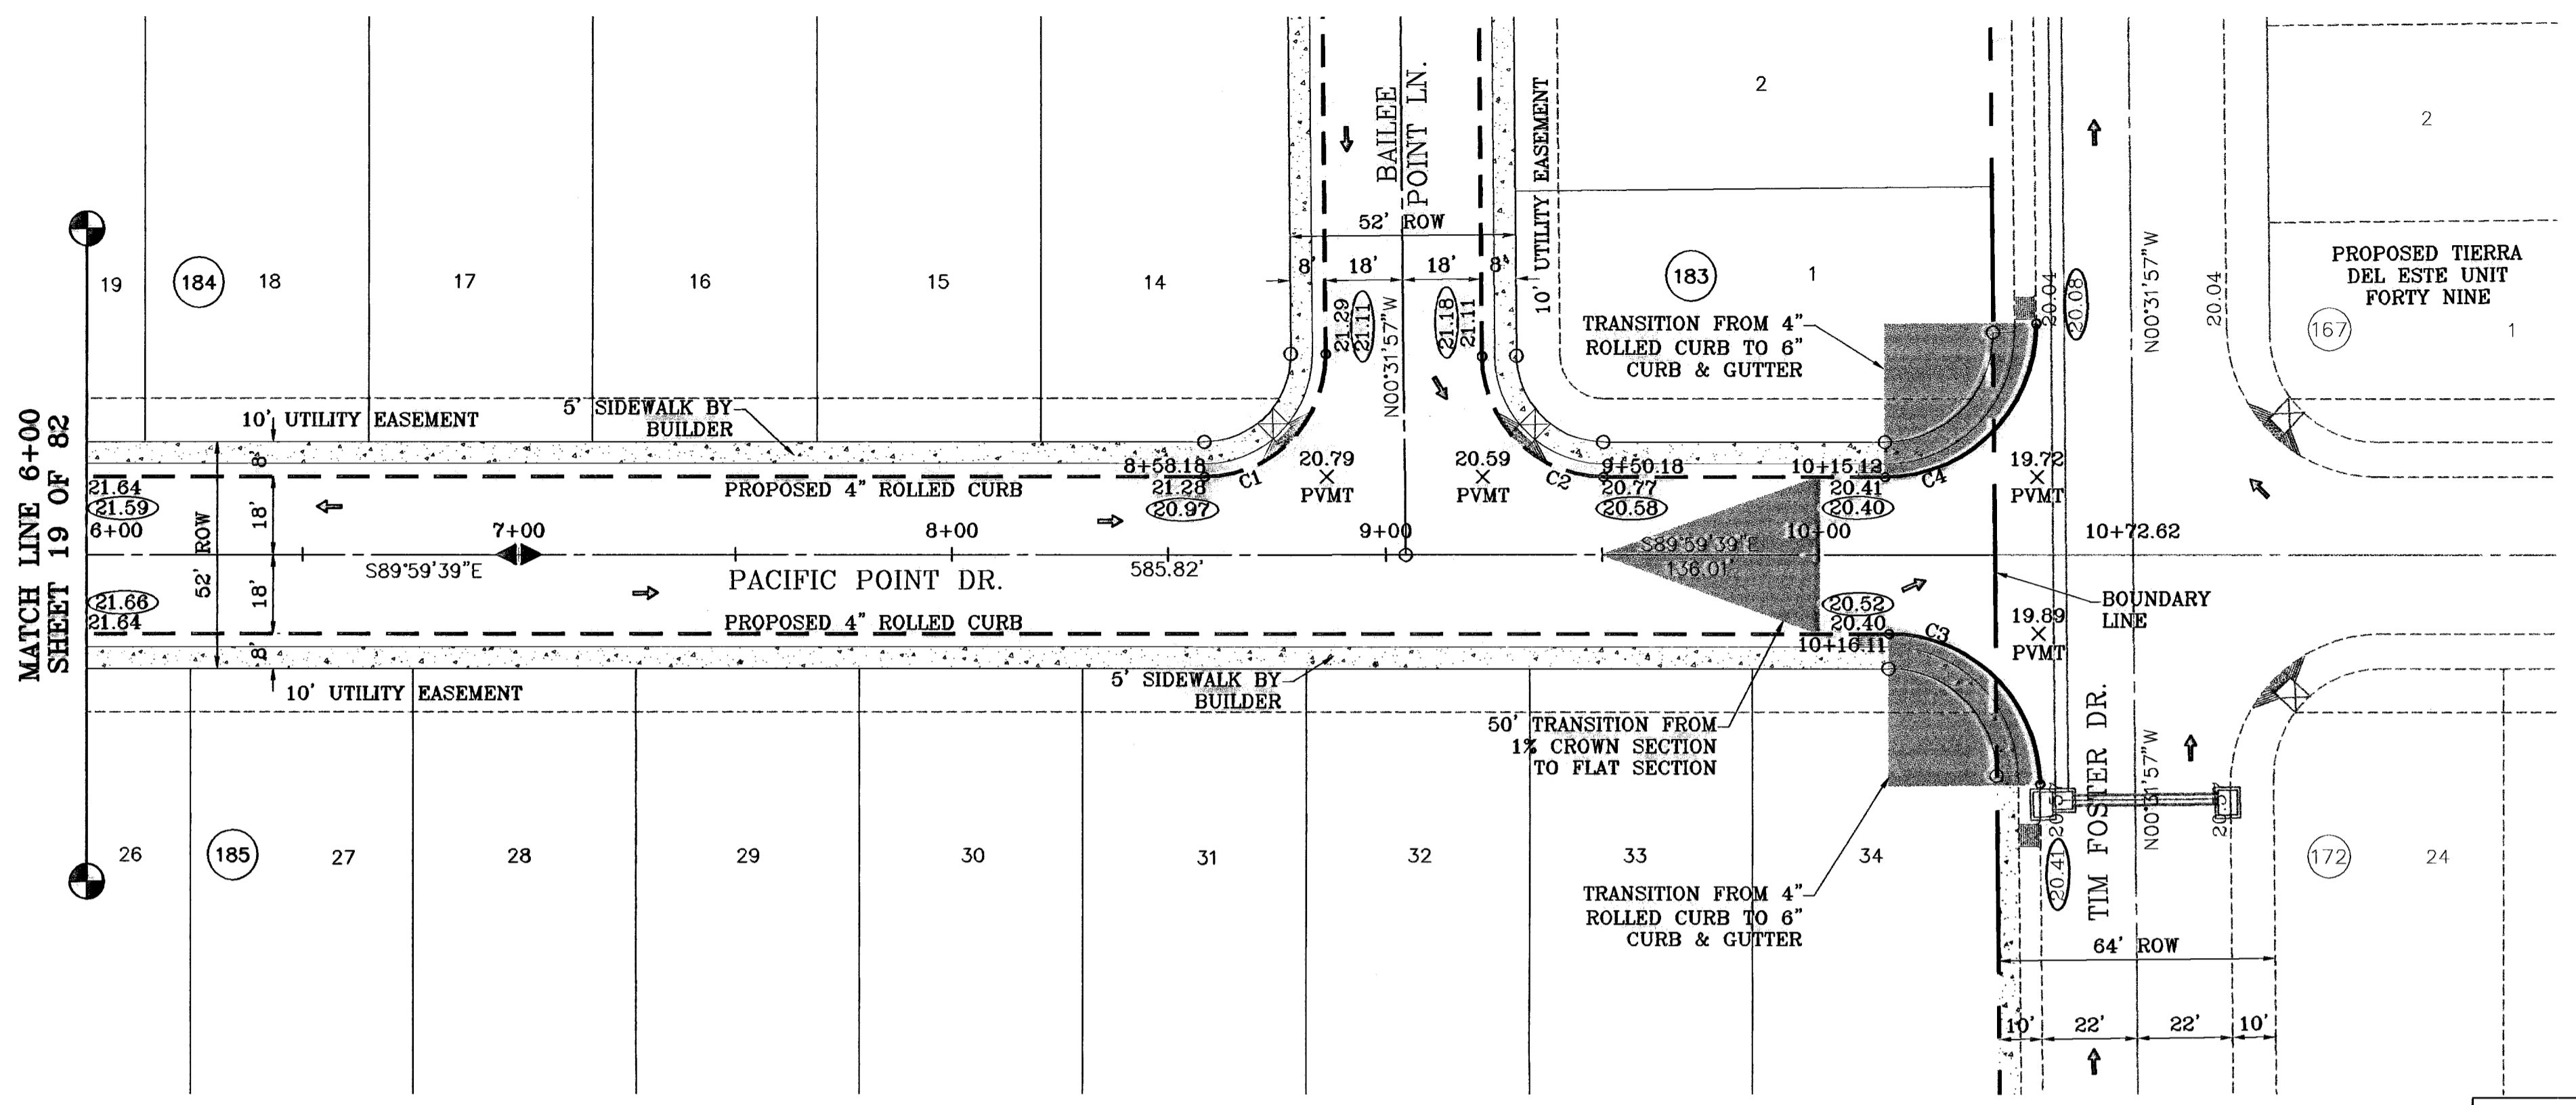 MATCH LINE 6+00
SHEET 19 OF 82
19
184
18
17
16
15
14
10' UTILITY EASEMENT
5' SIDEWALK BY
BUILDER
8'
18'
52' ROW
18'
8'
21.64
21.59
6+00
21.66
21.64
7+00
8+00
9+00
10+00
10+72.62
S89°59'39"E
PACIFIC POINT DR.
585.82'
S89°59'39"E
136.01'
PROPOSED 4" ROLLED CURB
PROPOSED 4" ROLLED CURB
8+58.18
21.28
20.97
C1
20.79
PVMT
20.59
PVMT
C2
9+50.18
20.77
20.58
10+15.12
20.41
20.40
C4
19.72
PVMT
BAILEE
POINT LN.
52' ROW
8'
18'
18'
8'
21.29
21.11
21.18
21.11
N00°31'57"W
10' UTILITY EASEMENT
2
183
1
TRANSITION FROM 4"
ROLLED CURB TO 6"
CURB & GUTTER
20.04
20.08
N00°31'57"W
20.04
2
PROPOSED TIERRA
DEL ESTE UNIT
FORTY NINE
167
1
20.52
20.40
10+16.11
C3
19.89
PVMT
BOUNDARY
LINE
10' UTILITY EASEMENT
5' SIDEWALK BY
BUILDER
50' TRANSITION FROM
1% CROWN SECTION
TO FLAT SECTION
26
185
27
28
29
30
31
32
33
34
TRANSITION FROM 4"
ROLLED CURB TO 6"
CURB & GUTTER
20.41
TIM FOSTER DR.
N00°31'57"W
172
24
64' ROW
10'
22'
22'
10'